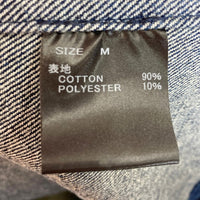 SIZE M
表地
COTTON 90%
POLYESTER 10%